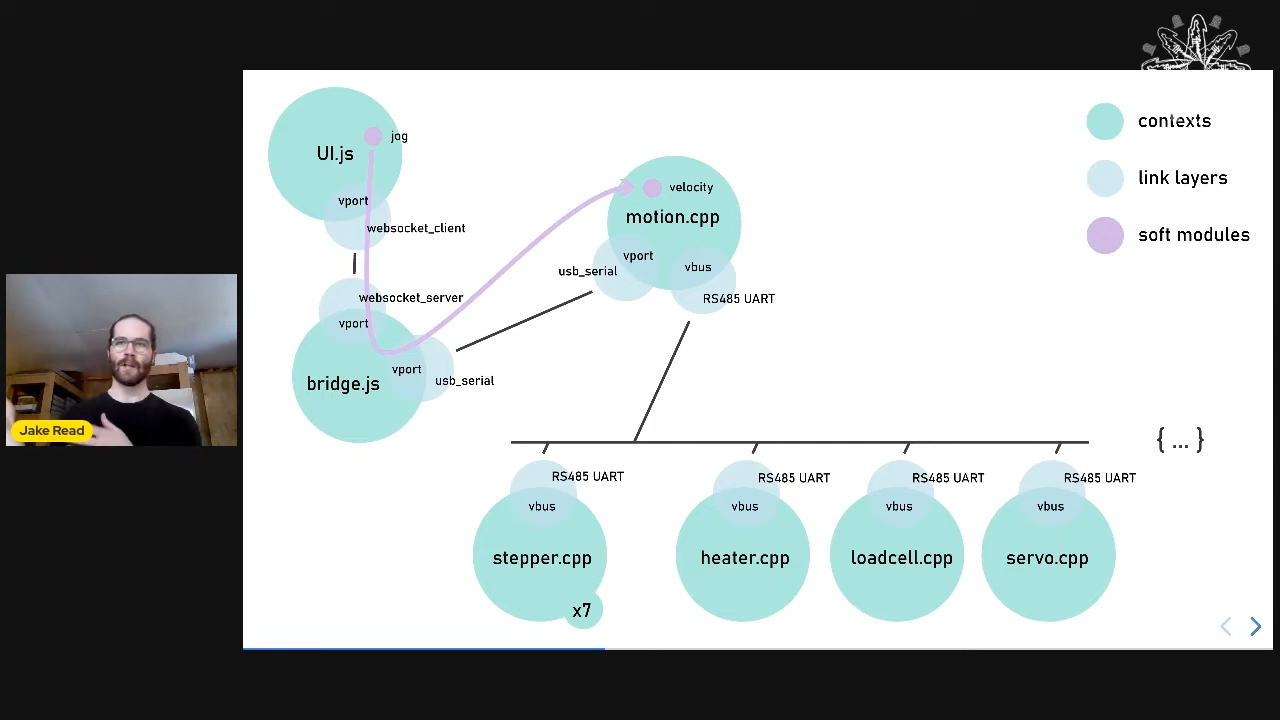 jog
UI.js
vport
websocket_client
websocket_server
vport
bridge.js
vport
usb_serial
velocity
motion.cpp
vport
usb_serial
vbus
RS485 UART
contexts
link layers
soft modules
RS485 UART
vbus
stepper.cpp
x7
RS485 UART
vbus
heater.cpp
RS485 UART
vbus
loadcell.cpp
RS485 UART
vbus
servo.cpp
{ ... }
Jake Read